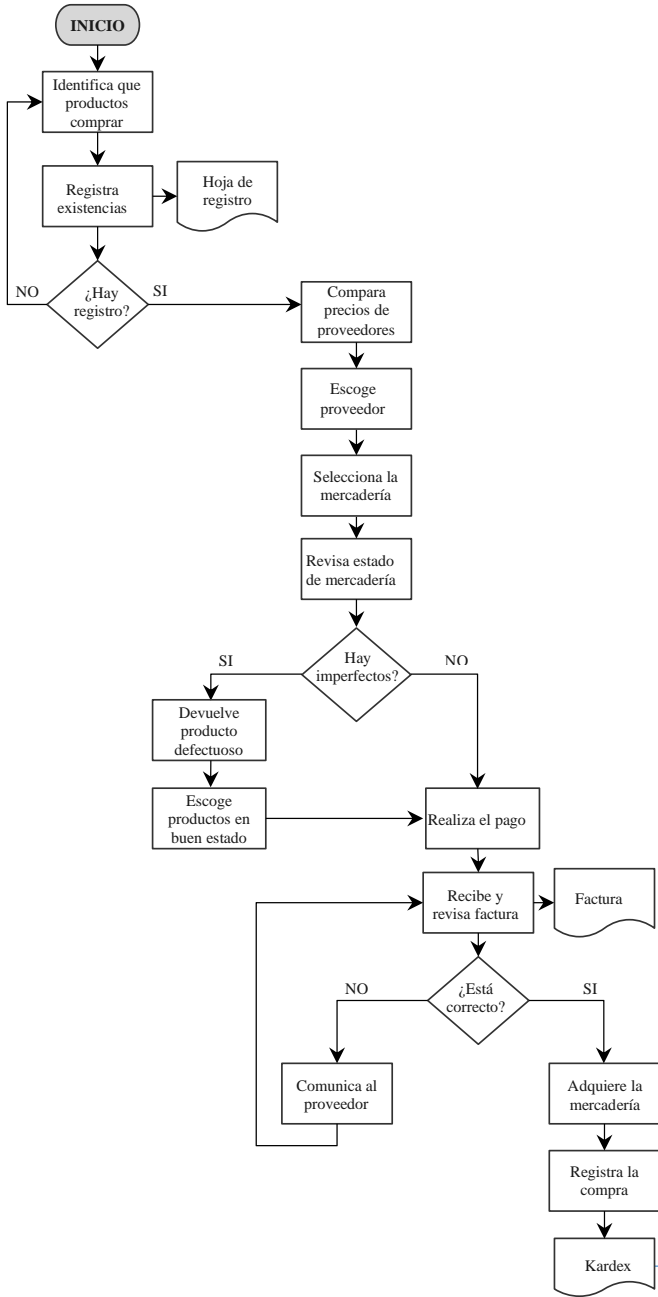 INICIO
Identifica que
productos
comprar
Registra
existencias
Hoja de
registro
NO
¿Hay
registro?
SI
Compara
precios de
proveedores
Escoge
proveedor
Selecciona la
mercadería
Revisa estado
de mercadería
SI
Hay
imperfectos?
NO
Devuelve
producto
defectuoso
Escoge
productos en
buen estado
Realiza el pago
Recibe y
revisa factura
Factura
NO
¿Está
correcto?
SI
Comunica al
proveedor
Adquiere la
mercadería
Registra la
compra
Kardex